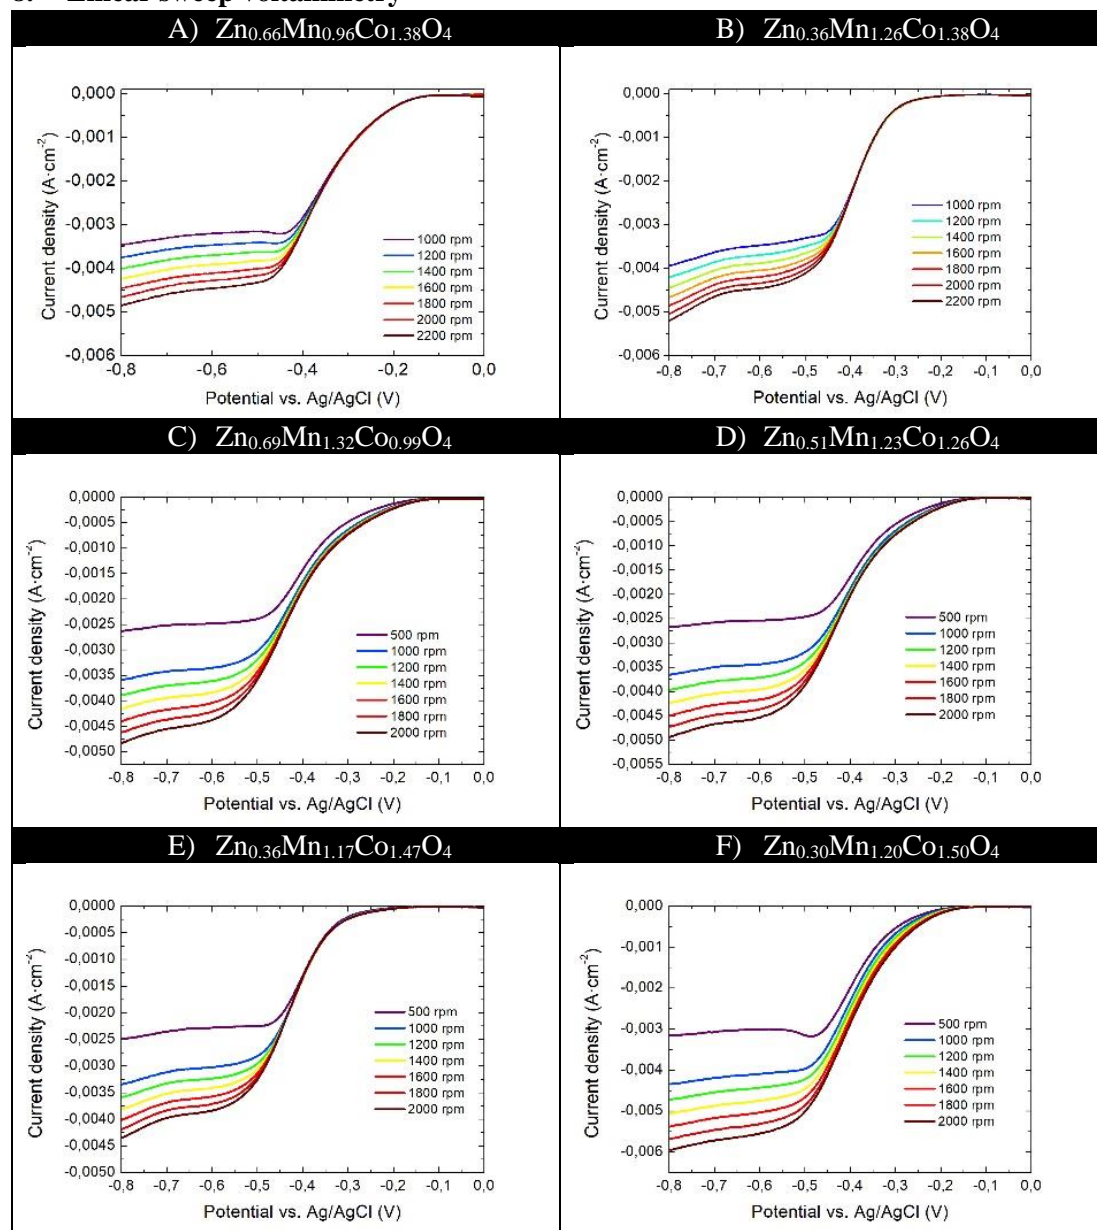 Linear sweep voltammetry
A) Zn0.66Mn0.96Co1.38O4
0,000
-0,001
-0,002
-0,003
-0,004
-0,005
-0,006
Current density (A·cm-2)
1000 rpm
1200 rpm
1400 rpm
1600 rpm
1800 rpm
2000 rpm
2200 rpm
-0,8 -0,6 -0,4 -0,2 0,0
Potential vs. Ag/AgCl (V)
B) Zn0.36Mn1.26Co1.38O4
0,000
-0,001
-0,002
-0,003
-0,004
-0,005
-0,006
Current density (A·cm-2)
1000 rpm
1200 rpm
1400 rpm
1600 rpm
1800 rpm
2000 rpm
2200 rpm
-0,8 -0,7 -0,6 -0,5 -0,4 -0,3 -0,2 -0,1 0,0
Potential vs. Ag/AgCl (V)
C) Zn0.69Mn1.32Co0.99O4
0,0000
-0,0005
-0,0010
-0,0015
-0,0020
-0,0025
-0,0030
-0,0035
-0,0040
-0,0045
-0,0050
Current density (A·cm-2)
500 rpm
1000 rpm
1200 rpm
1400 rpm
1600 rpm
1800 rpm
2000 rpm
-0,8 -0,7 -0,6 -0,5 -0,4 -0,3 -0,2 -0,1 0,0
Potential vs. Ag/AgCl (V)
D) Zn0.51Mn1.23Co1.26O4
0,0000
-0,0005
-0,0010
-0,0015
-0,0020
-0,0025
-0,0030
-0,0035
-0,0040
-0,0045
-0,0050
-0,0055
Current density (A·cm-2)
500 rpm
1000 rpm
1200 rpm
1400 rpm
1600 rpm
1800 rpm
2000 rpm
-0,8 -0,7 -0,6 -0,5 -0,4 -0,3 -0,2 -0,1 0,0
Potential vs. Ag/AgCl (V)
E) Zn0.36Mn1.17Co1.47O4
0,0000
-0,0005
-0,0010
-0,0015
-0,0020
-0,0025
-0,0030
-0,0035
-0,0040
-0,0045
-0,0050
Current density (A·cm-2)
500 rpm
1000 rpm
1200 rpm
1400 rpm
1600 rpm
1800 rpm
2000 rpm
-0,8 -0,7 -0,6 -0,5 -0,4 -0,3 -0,2 -0,1 0,0
Potential vs. Ag/AgCl (V)
F) Zn0.30Mn1.20Co1.50O4
0,000
-0,001
-0,002
-0,003
-0,004
-0,005
-0,006
Current density (A·cm-2)
500 rpm
1000 rpm
1200 rpm
1400 rpm
1600 rpm
1800 rpm
2000 rpm
-0,8 -0,7 -0,6 -0,5 -0,4 -0,3 -0,2 -0,1 0,0
Potential vs. Ag/AgCl (V)